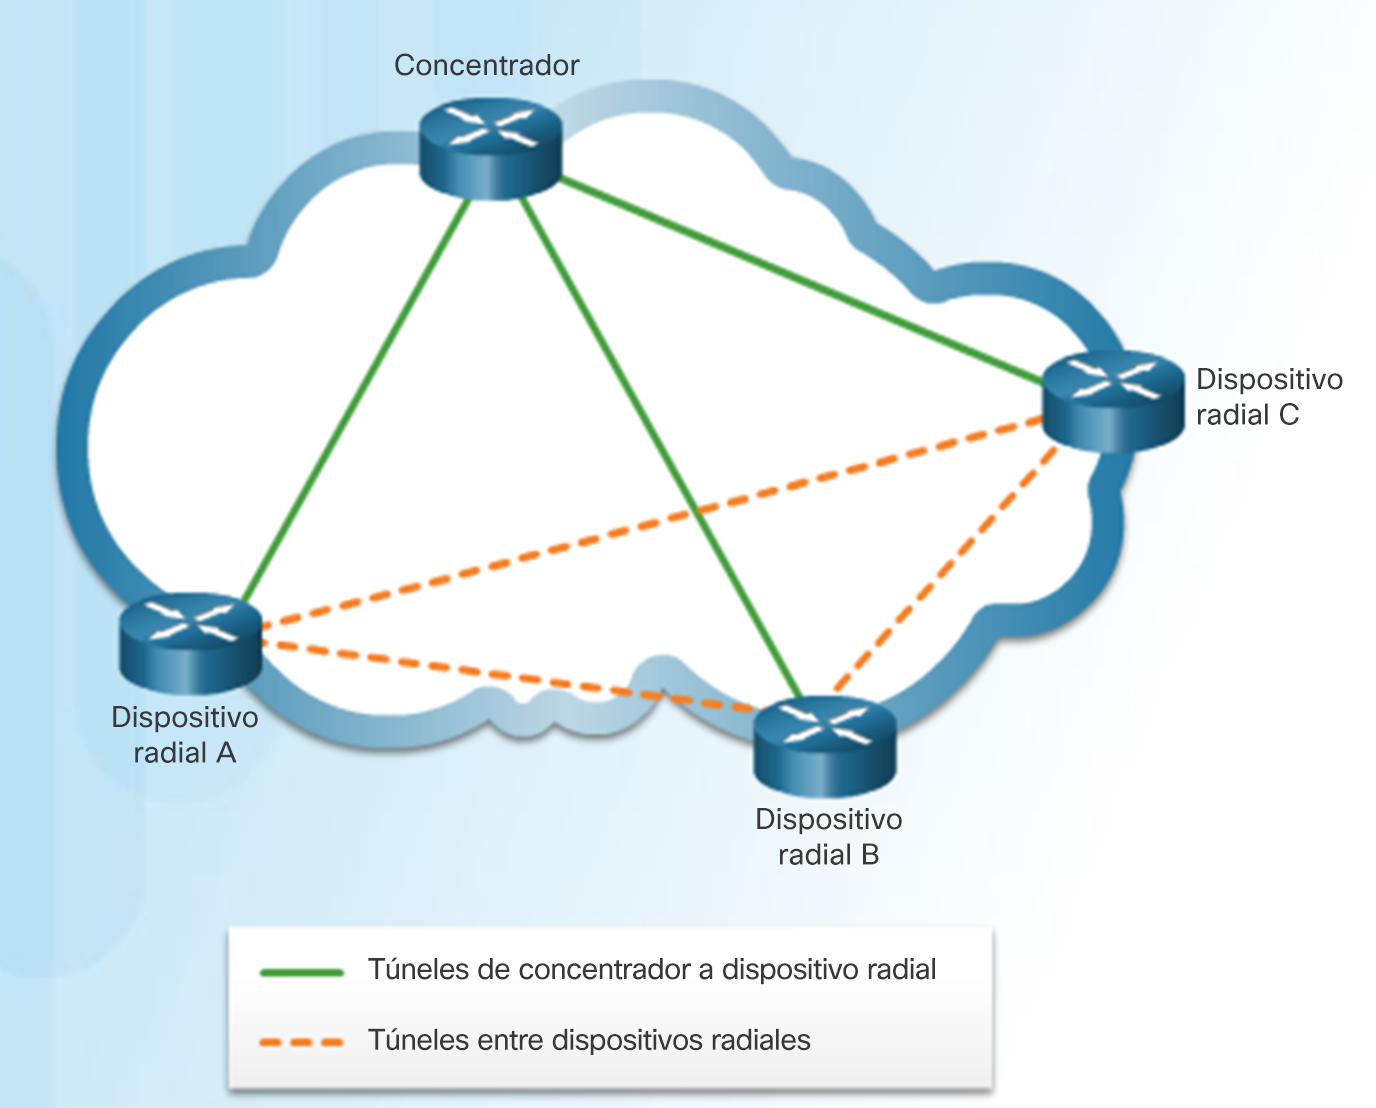 Concentrador
Dispositivo
radial C
Dispositivo
radial A
Dispositivo
radial B
Túneles de concentrador a dispositivo radial
Túneles entre dispositivos radiales